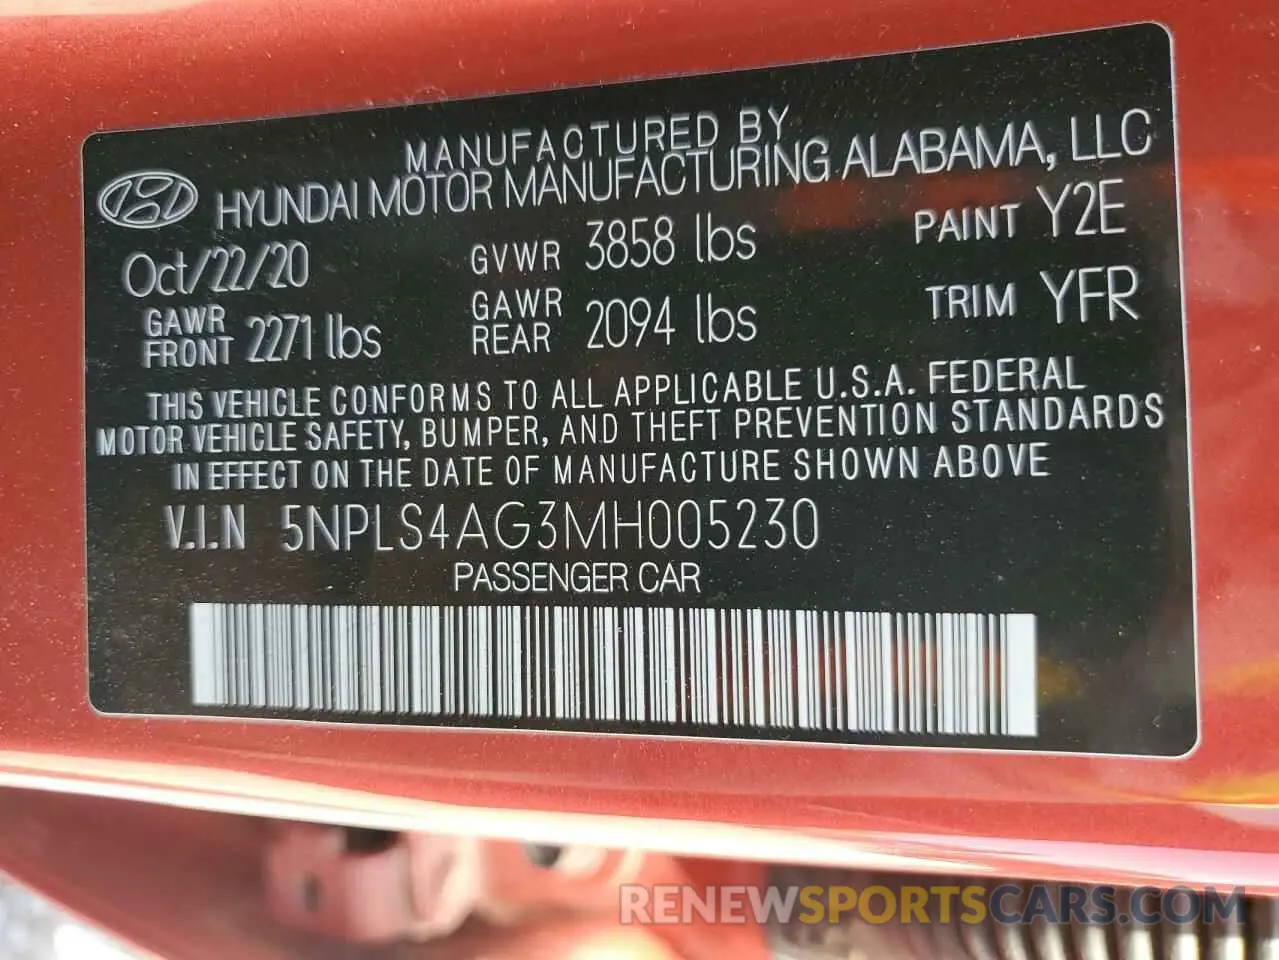 MANUFACTURED BY
HYUNDAI MOTOR MANUFACTURING ALABAMA, LLC
Oct/22/20 GVWR 3858 lbs PAINT Y2E
GAWR FRONT 2271 lbs GAWR REAR 2094 lbs TRIM YFR
THIS VEHICLE CONFORMS TO ALL APPLICABLE U.S.A. FEDERAL
MOTOR VEHICLE SAFETY, BUMPER, AND THEFT PREVENTION STANDARDS
IN EFFECT ON THE DATE OF MANUFACTURE SHOWN ABOVE
V.I.N 5NPLS4AG3MH005230
PASSENGER CAR
RENEWSPORTSCARS.COM